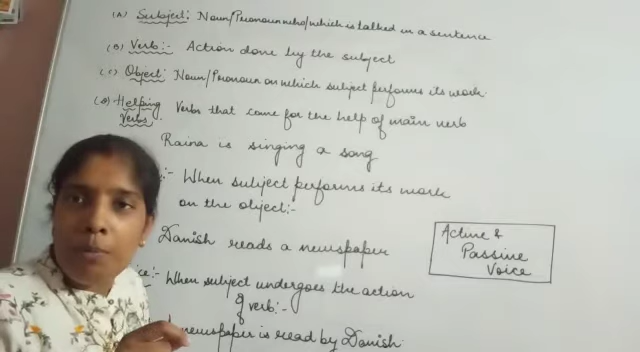 (A) Subject: Noun/Pronoun who/which is talked in a sentence
(B) Verb:- Action done by the subject
(C) Object: Noun/Pronoun on which subject performs its work.
(D) Helping Verbs that come for the help of main verb
Verbs.
Raina is singing a song
:- When subject performs its work
on the object:-
Danish reads a newspaper
:- When subject undergoes the action
of verb:-
newspaper is read by Danish.
Active &
Passive
Voice